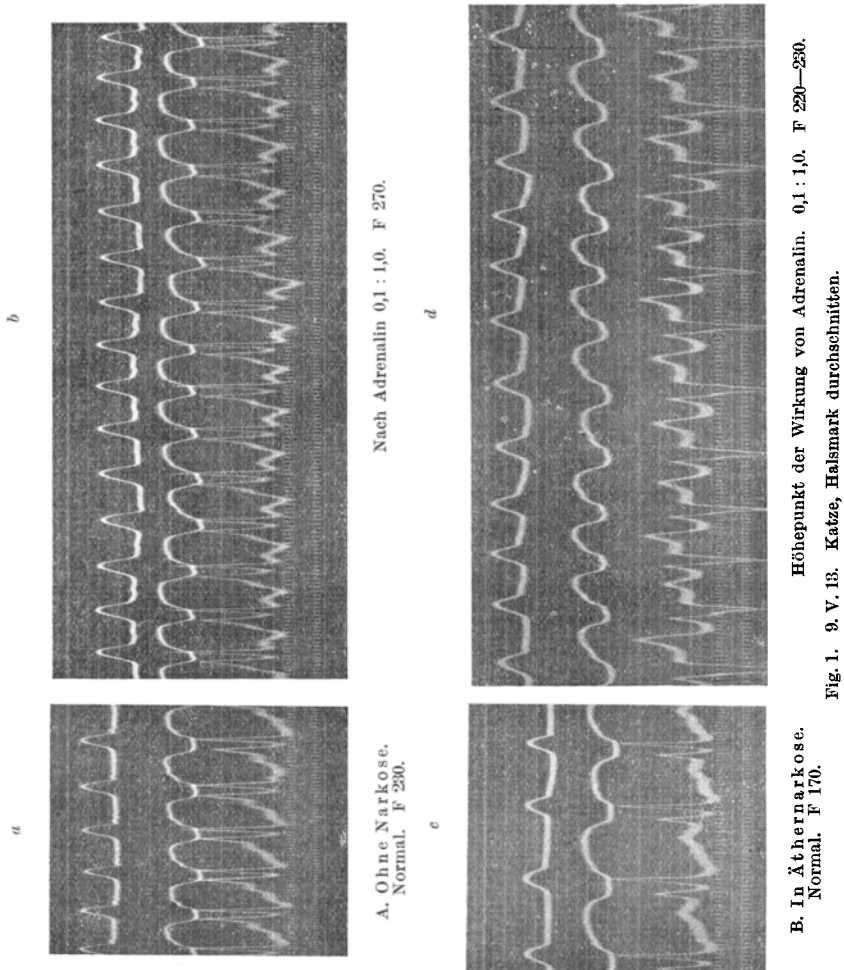 a
b
A. Ohne Narkose.
Normal. F 230.
Nach Adrenalin 0,1 : 1,0. F 270.
c
d
B. In Äthernarkose.
Normal. F 170.
Höhepunkt der Wirkung von Adrenalin. 0,1 : 1,0. F 220—230.
Fig. 1. 9. V. 13. Katze, Halsmark durchschnitten.